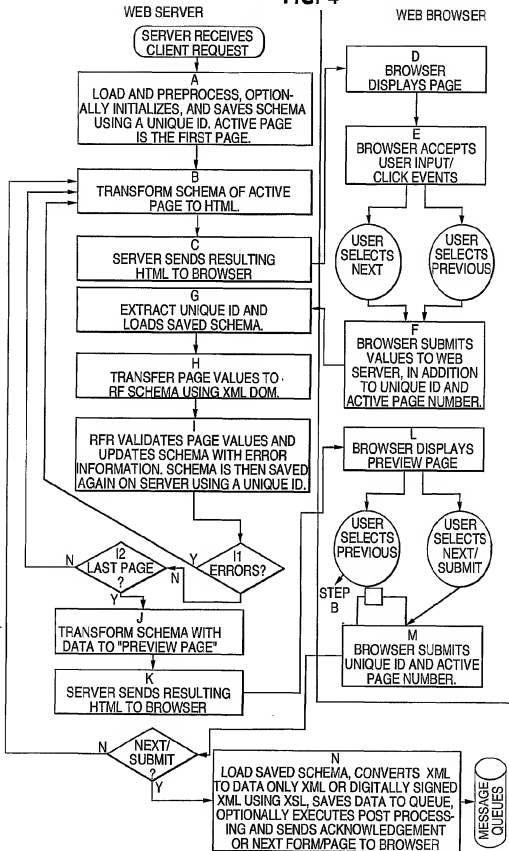 FIG. 4
WEB SERVER
WEB BROWSER
SERVER RECEIVES
CLIENT REQUEST
A
LOAD AND PREPROCESS, OPTION-
ALLY INITIALIZES, AND SAVES SCHEMA
USING A UNIQUE ID. ACTIVE PAGE
IS THE FIRST PAGE.
B
TRANSFORM SCHEMA OF ACTIVE
PAGE TO HTML.
C
SERVER SENDS RESULTING
HTML TO BROWSER
D
BROWSER
DISPLAYS PAGE
E
BROWSER ACCEPTS
USER INPUT/
CLICK EVENTS
USER
SELECTS
NEXT
USER
SELECTS
PREVIOUS
F
BROWSER SUBMITS
VALUES TO WEB
SERVER, IN ADDITION
TO UNIQUE ID AND
ACTIVE PAGE NUMBER.
G
EXTRACT UNIQUE ID AND
LOADS SAVED SCHEMA.
H
TRANSFER PAGE VALUES TO
RF SCHEMA USING XML DOM.
I
RFR VALIDATES PAGE VALUES AND
UPDATES SCHEMA WITH ERROR
INFORMATION. SCHEMA IS THEN SAVED
AGAIN ON SERVER USING A UNIQUE ID.
I1
ERRORS?
Y
N
I2
LAST PAGE
?
N
Y
J
TRANSFORM SCHEMA WITH
DATA TO "PREVIEW PAGE"
K
SERVER SENDS RESULTING
HTML TO BROWSER
L
BROWSER DISPLAYS
PREVIEW PAGE
USER
SELECTS
PREVIOUS
USER
SELECTS
NEXT/
SUBMIT
STEP
B
M
BROWSER SUBMITS
UNIQUE ID AND ACTIVE
PAGE NUMBER.
NEXT/
SUBMIT
?
N
Y
N
LOAD SAVED SCHEMA, CONVERTS XML
TO DATA ONLY XML OR DIGITALLY SIGNED
XML USING XSL, SAVES DATA TO QUEUE,
OPTIONALLY EXECUTES POST PROCESS-
ING AND SENDS ACKNOWLEDGEMENT
OR NEXT FORM/PAGE TO BROWSER
MESSAGE
QUEUES